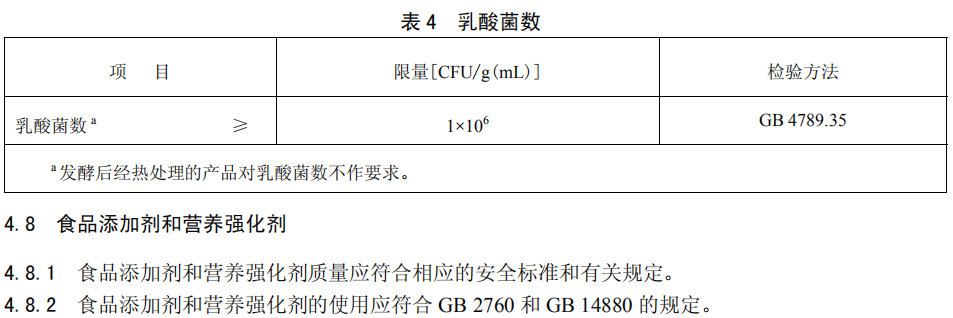 表 4 乳酸菌数
项 目 限量[CFU/g(mL)] 检验方法
乳酸菌数 ᵃ ≥ 1×10⁶ GB 4789.35
ᵃ 发酵后经热处理的产品对乳酸菌数不作要求。
4.8 食品添加剂和营养强化剂
4.8.1 食品添加剂和营养强化剂质量应符合相应的安全标准和有关规定。
4.8.2 食品添加剂和营养强化剂的使用应符合 GB 2760 和 GB 14880 的规定。